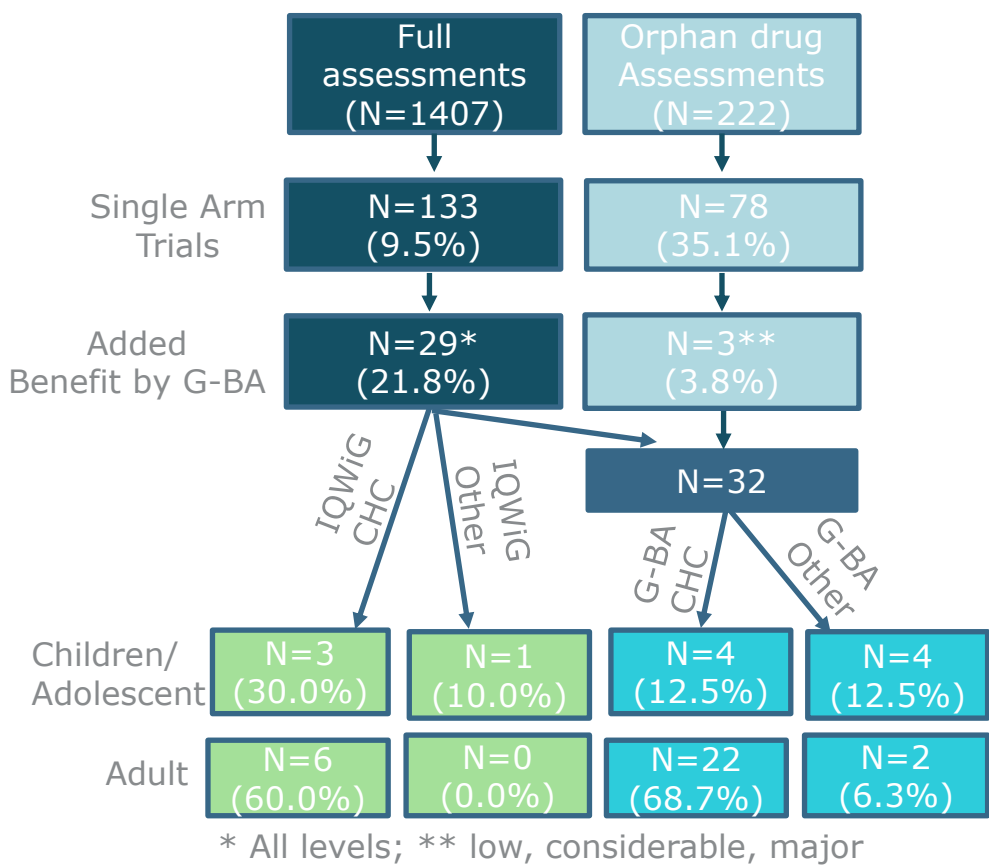 Full
assessments
(N=1407)
Orphan drug
Assessments
(N=222)
Single Arm
Trials
N=133
(9.5%)
N=78
(35.1%)
Added
Benefit by G-BA
N=29*
(21.8%)
N=3**
(3.8%)
N=32
IQWiG
CHC
IQWiG
Other
G-BA
CHC
G-BA
Other
Children/
Adolescent
N=3
(30.0%)
N=1
(10.0%)
N=4
(12.5%)
N=4
(12.5%)
Adult
N=6
(60.0%)
N=0
(0.0%)
N=22
(68.7%)
N=2
(6.3%)
* All levels; ** low, considerable, major